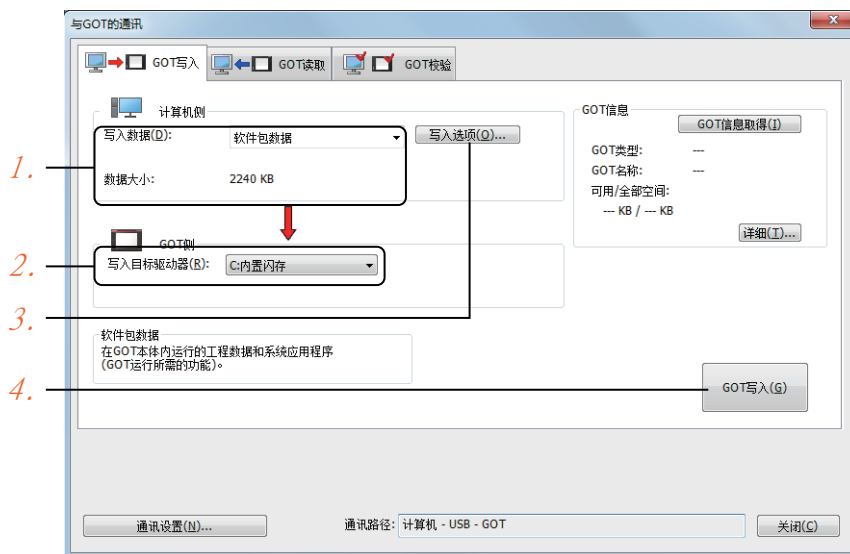 与GOT的通讯
GOT写入
GOT读取
GOT校验
计算机侧
写入数据(D):
软件包数据
写入选项(O)...
数据大小:
2240 KB
GOT信息
GOT信息取得(I)
GOT类型:
---
GOT名称:
---
可用/全部空间:
--- KB / --- KB
详细(T)...
GOT侧
写入目标驱动器(R):
C:内置闪存
软件包数据
在GOT本体内运行的工程数据和系统应用程序
(GOT运行所需的功能)。
GOT写入(G)
通讯设置(N)...
通讯路径:
计算机 - USB - GOT
关闭(C)
1.
2.
3.
4.